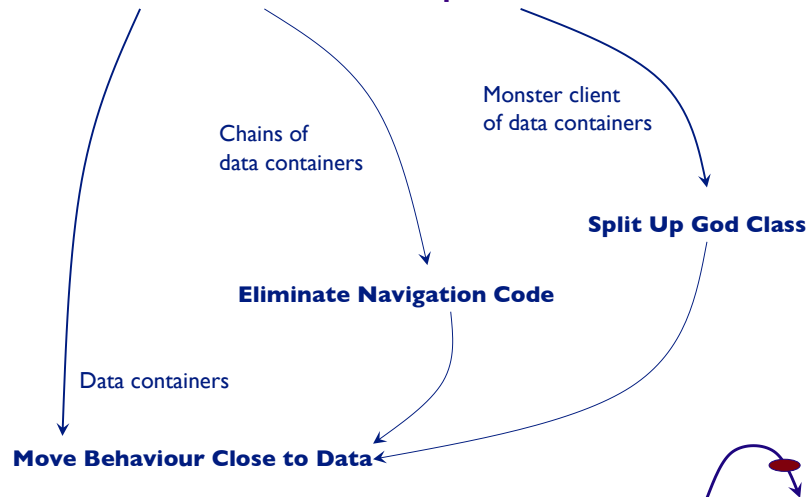 Monster client
of data containers
Chains of
data containers
Split Up God Class
Eliminate Navigation Code
Data containers
Move Behaviour Close to Data